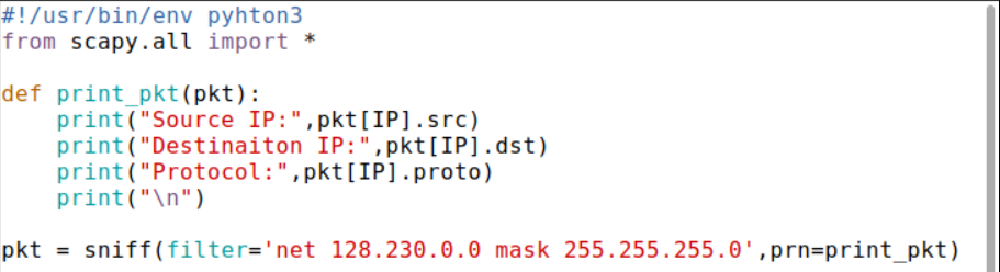 #!/usr/bin/env pyhton3
from scapy.all import *
def print_pkt(pkt):
    print("Source IP:",pkt[IP].src)
    print("Destinaiton IP:",pkt[IP].dst)
    print("Protocol:",pkt[IP].proto)
    print("\n")
pkt = sniff(filter='net 128.230.0.0 mask 255.255.255.0',prn=print_pkt)